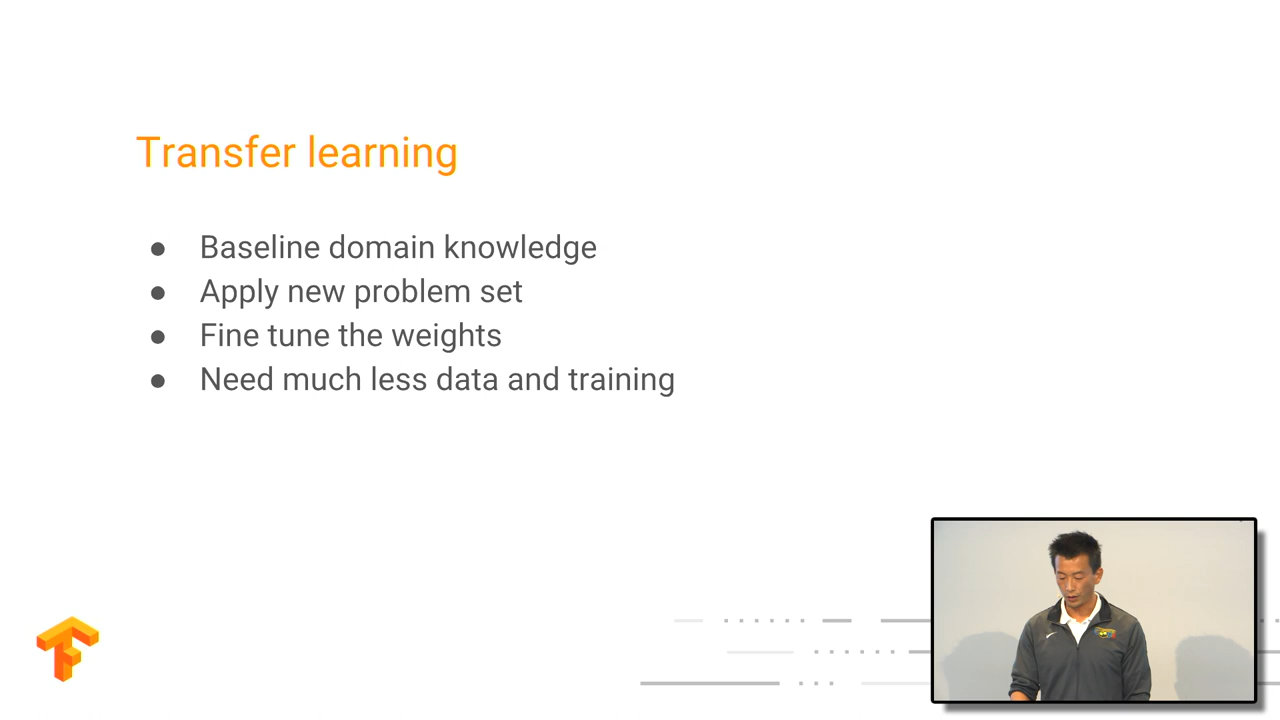 Transfer learning
● Baseline domain knowledge
● Apply new problem set
● Fine tune the weights
● Need much less data and training